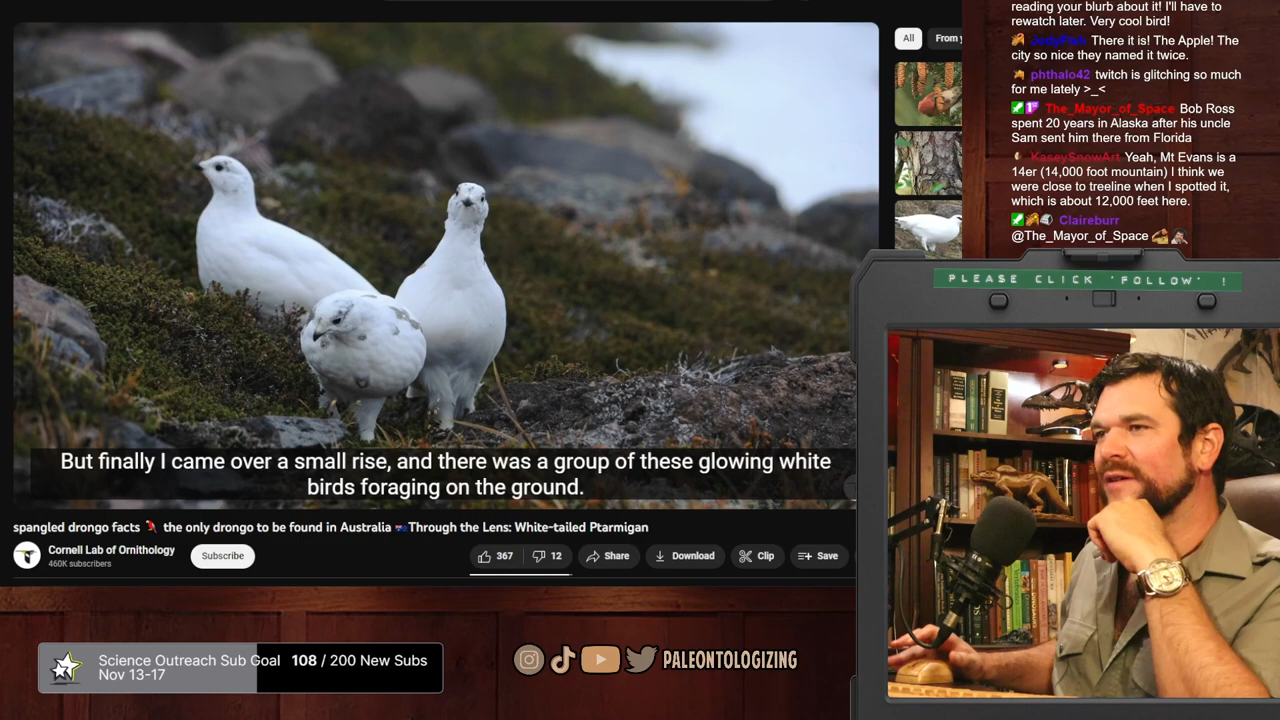 reading your blurb about it! I'll have to
rewatch later. Very cool bird!
There it is! The Apple! The
city so nice they named it twice.
phthalo42 twitch is glitching so much
for me lately >_<
The_Mayor_of_Space Bob Ross
spent 20 years in Alaska after his uncle
Sam sent him there from Florida
KaseySnowArt Yeah, Mt Evans is a
14er (14,000 foot mountain) I think we
were close to treeline when I spotted it,
which is about 12,000 feet here.
Claireburr
@The_Mayor_of_Space
All
From y
PLEASE CLICK 'FOLLOW' !
But finally I came over a small rise, and there was a group of these glowing white
birds foraging on the ground.
spangled drongo facts the only drongo to be found in Australia Through the Lens: White-tailed Ptarmigan
Cornell Lab of Ornithology
460K subscribers
Subscribe
367
12
Share
Download
Clip
Save
Science Outreach Sub Goal 108 / 200 New Subs
Nov 13-17
PALEONTOLOGIZING